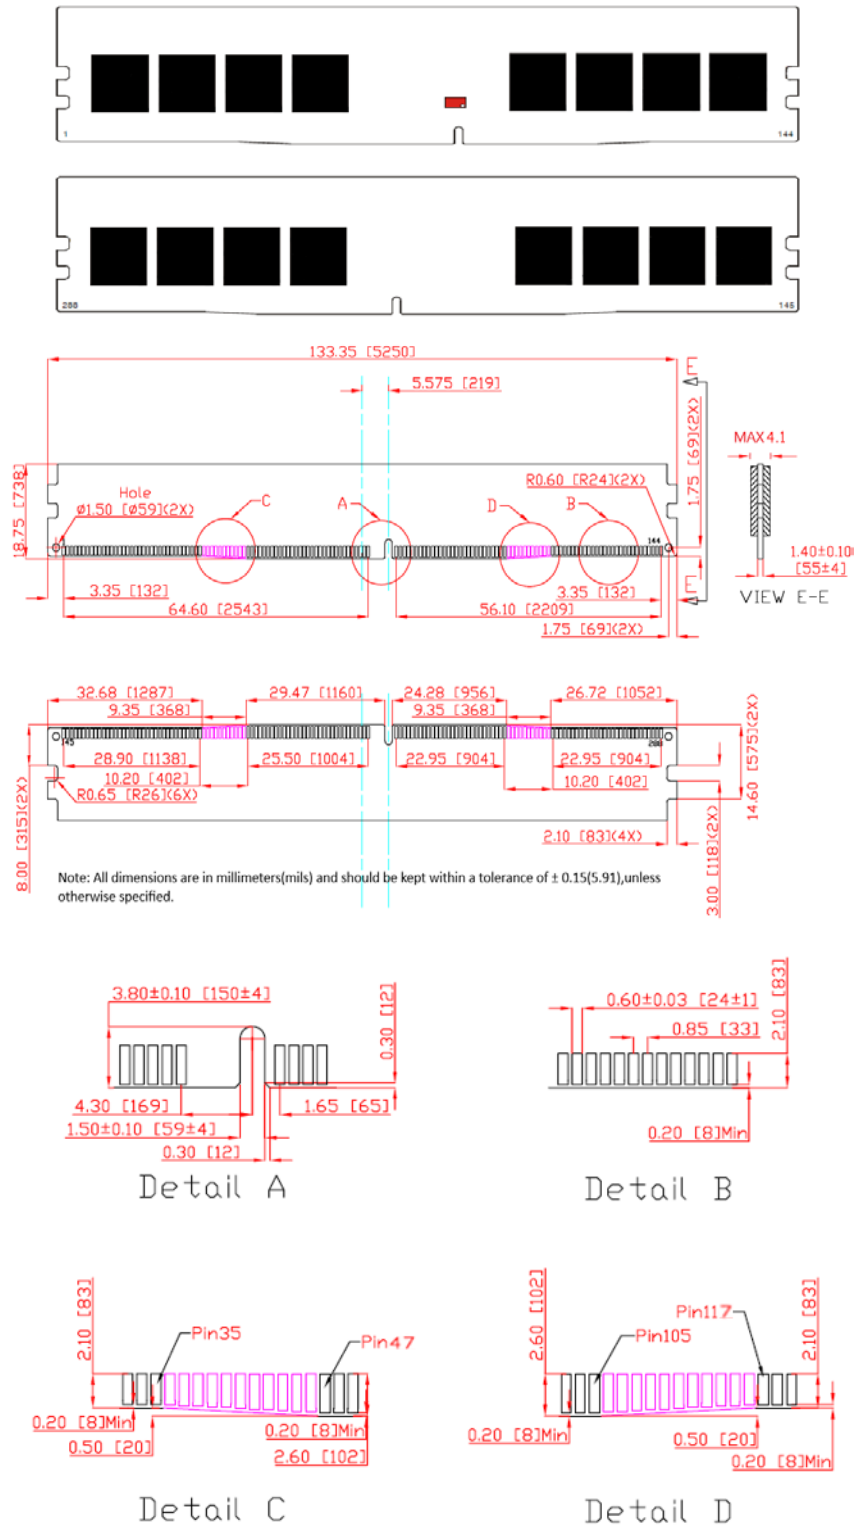 1
144
288
145
133.35 [5250]
5.575 [219]
E
1.75 [69](2X)
MAX4.1
18.75 [738]
Hole
Ø1.50 [Ø59](2X)
C
A
D
B
R0.60 [R24](2X)
144
1.40±0.10
[55±4]
VIEW E-E
3.35 [132]
3.35 [132]
E
64.60 [2543]
56.10 [2209]
1.75 [69](2X)
32.68 [1287]
29.47 [1160]
24.28 [956]
26.72 [1052]
9.35 [368]
9.35 [368]
145
288
28.90 [1138]
25.50 [1004]
22.95 [904]
22.95 [904]
10.20 [402]
10.20 [402]
R0.65 [R26](6X)
14.60 [575](2X)
2.10 [83](4X)
8.00 [315](2X)
3.00 [118](2X)
Note: All dimensions are in millimeters(mils) and should be kept within a tolerance of ± 0.15(5.91),unless
otherwise specified.
3.80±0.10 [150±4]
0.30 [12]
4.30 [169]
1.65 [65]
1.50±0.10 [59±4]
0.30 [12]
Detail A
0.60±0.03 [24±1]
2.10 [83]
0.85 [33]
0.20 [8]Min
Detail B
2.10 [83]
Pin35
Pin47
0.20 [8]Min
0.20 [8]Min
0.50 [20]
2.60 [102]
Detail C
2.60 [102]
Pin117
Pin105
2.10 [83]
0.20 [8]Min
0.50 [20]
0.20 [8]Min
Detail D